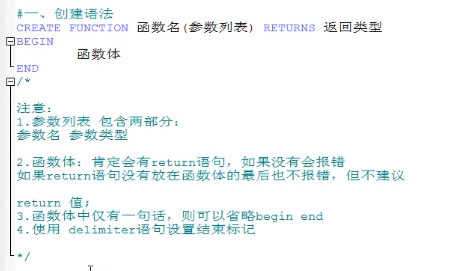 #一、创建语法
CREATE FUNCTION 函数名(参数列表) RETURNS 返回类型
BEGIN
函数体
END
/*
注意:
1.参数列表 包含两部分:
参数名 参数类型
2.函数体: 肯定会有return语句, 如果没有会报错
如果return语句没有放在函数体的最后也不报错, 但不建议
return 值;
3.函数体中仅有一句话, 则可以省略begin end
4.使用 delimiter语句设置结束标记
*/